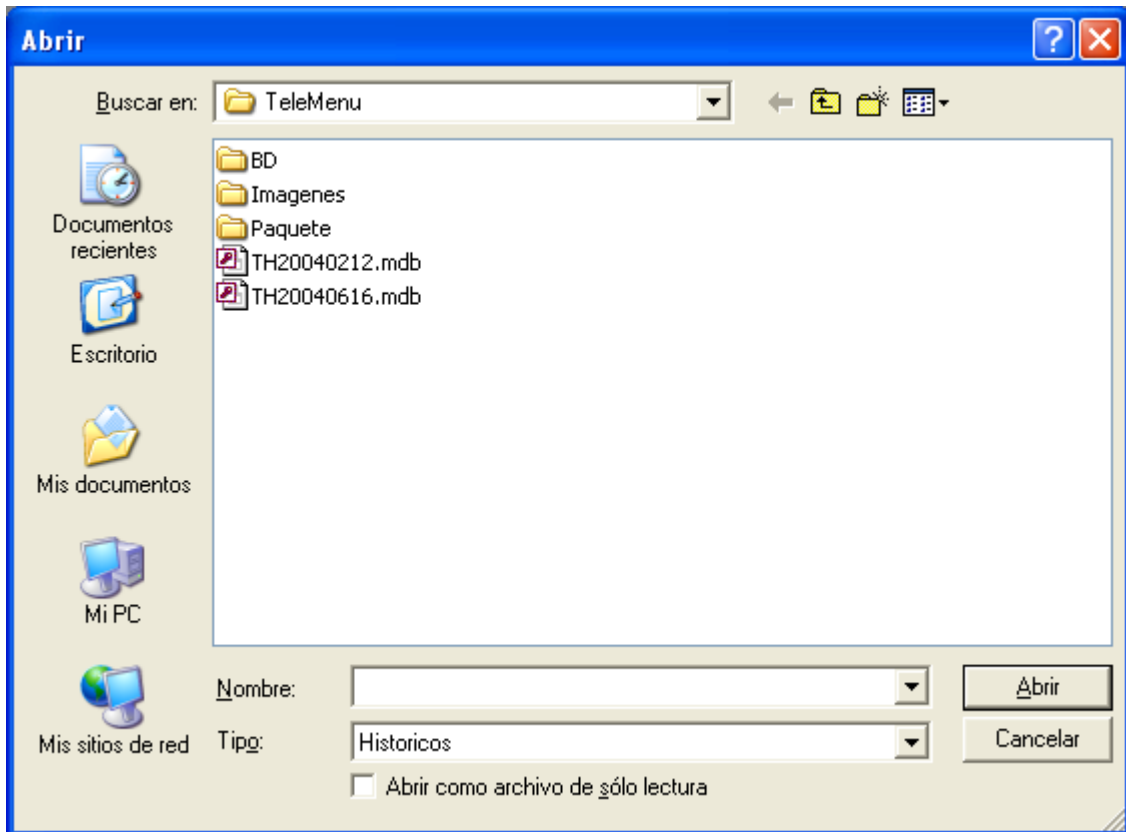 Abrir
Buscar en: TeleMenu
BD
Imagenes
Paquete
TH20040212.mdb
TH20040616.mdb
Documentos
recientes
Escritorio
Mis documentos
Mi PC
Mis sitios de red
Nombre:
Abrir
Tipo: Historicos
Cancelar
Abrir como archivo de sólo lectura